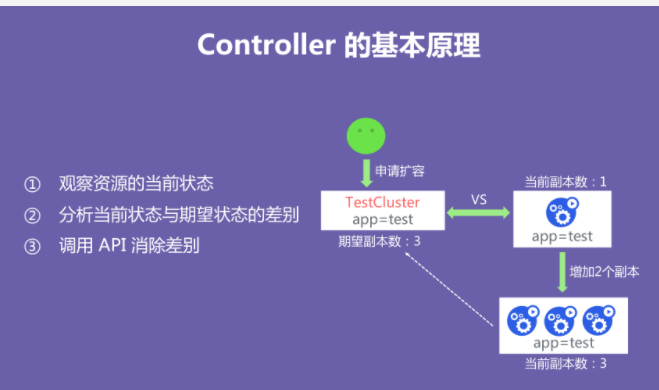 Controller 的基本原理
① 观察资源的当前状态
② 分析当前状态与期望状态的差别
③ 调用 API 消除差别
申请扩容
TestCluster
app=test
期望副本数：3
VS
当前副本数：1
app=test
增加2个副本
app=test
当前副本数：3